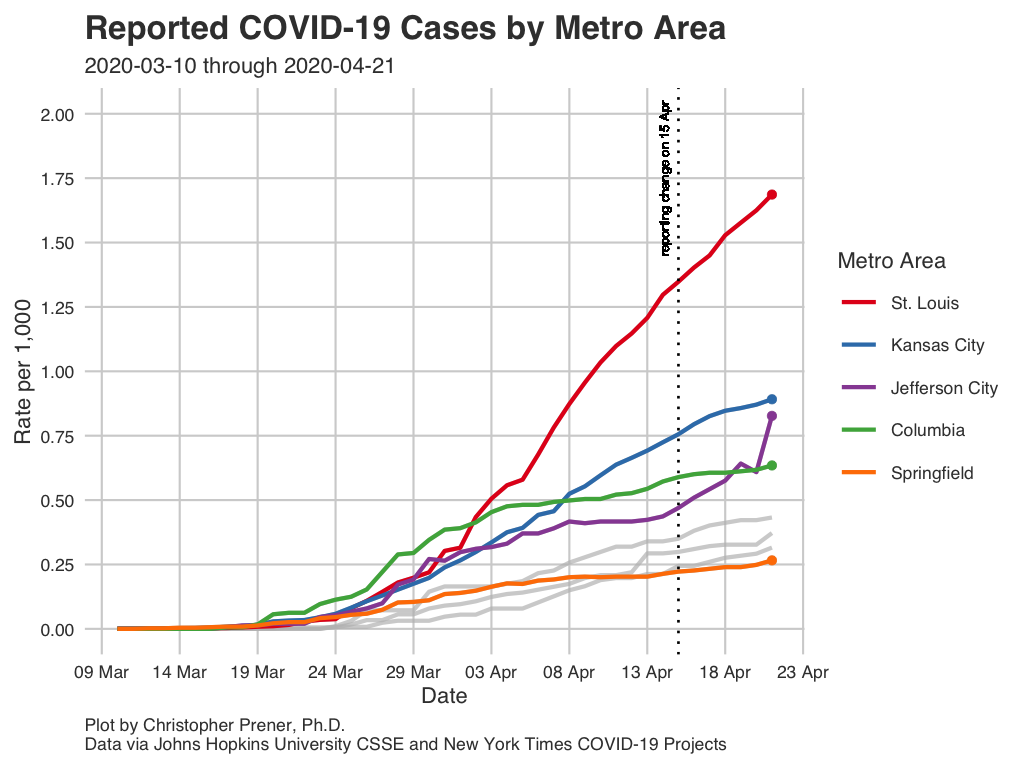 Reported COVID-19 Cases by Metro Area
2020-03-10 through 2020-04-21
reporting change on 15 Apr
2.00
1.75
1.50
1.25
1.00
0.75
0.50
0.25
0.00
Rate per 1,000
09 Mar 14 Mar 19 Mar 24 Mar 29 Mar 03 Apr 08 Apr 13 Apr 18 Apr 23 Apr
Date
Metro Area
St. Louis
Kansas City
Jefferson City
Columbia
Springfield
Plot by Christopher Prener, Ph.D.
Data via Johns Hopkins University CSSE and New York Times COVID-19 Projects